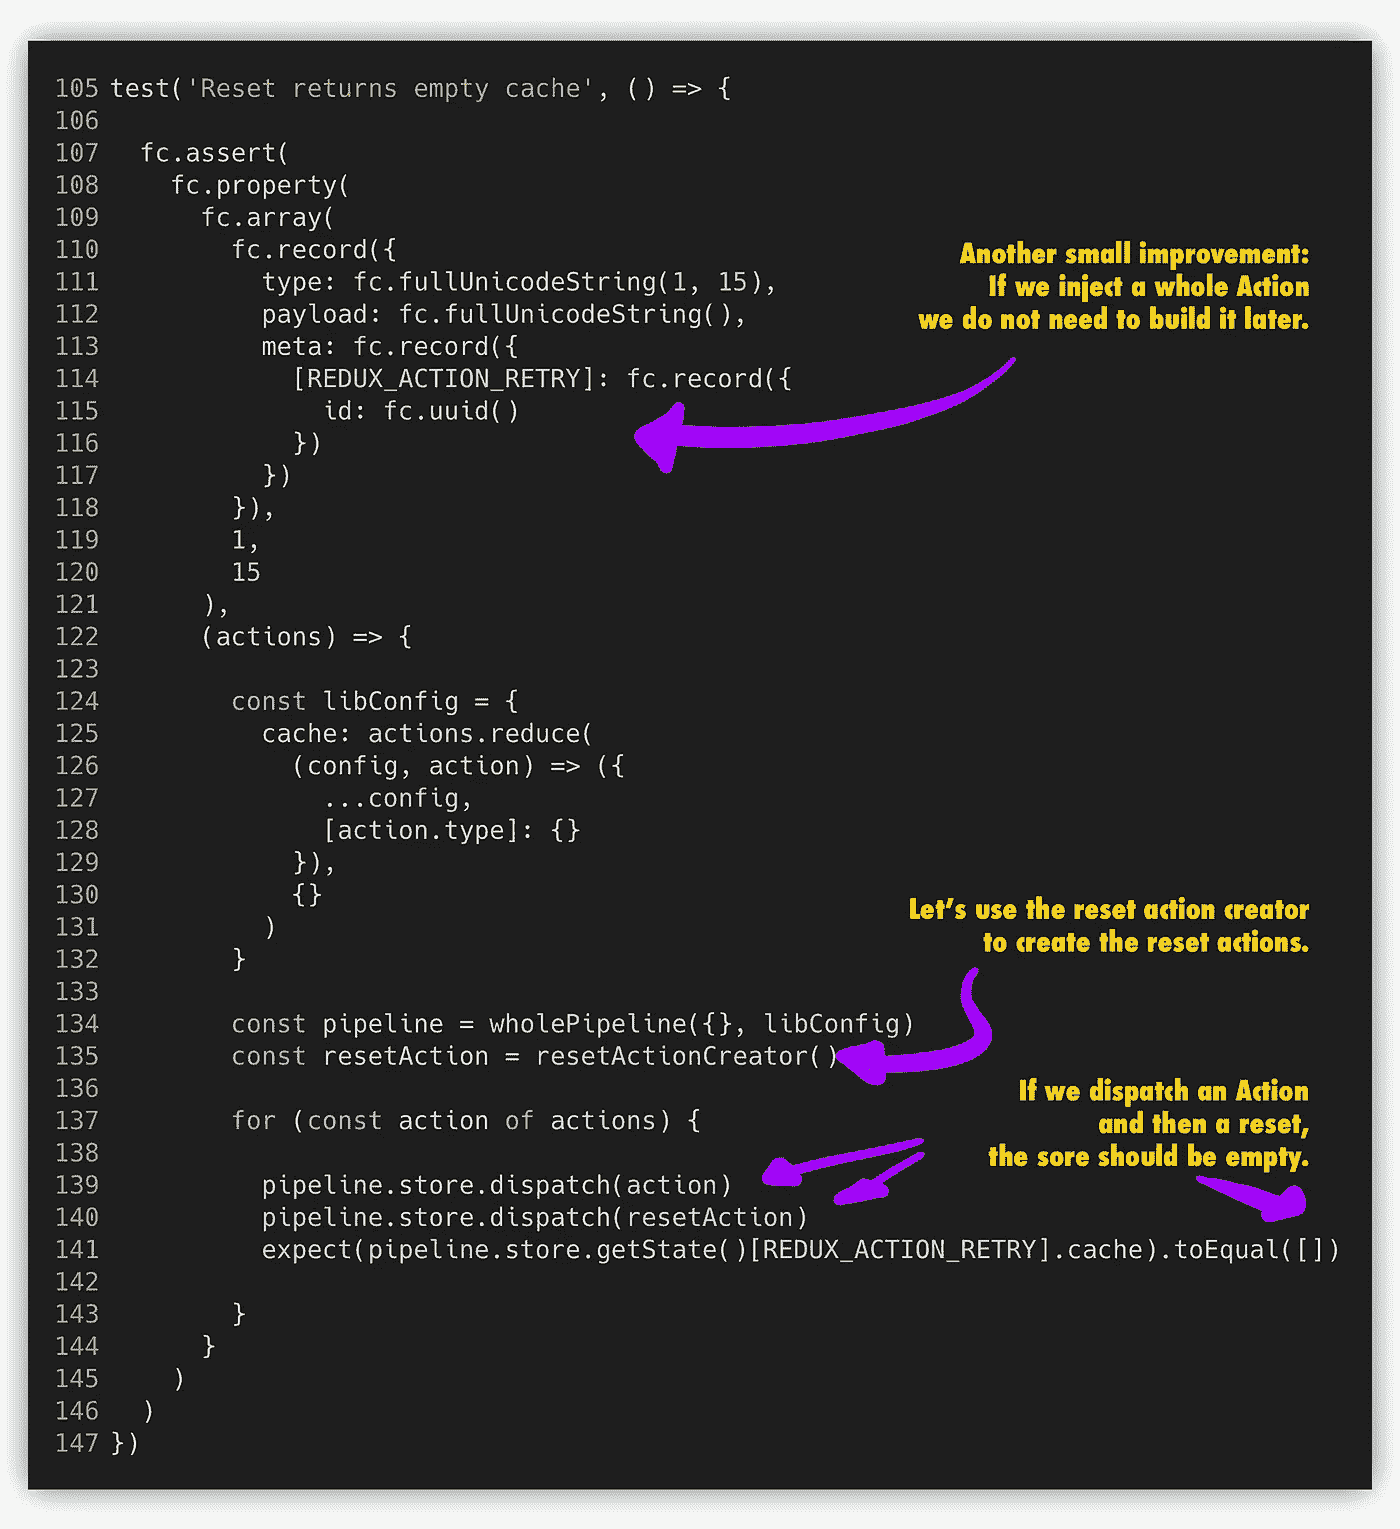 105 test('Reset returns empty cache', () => {
106
107   fc.assert(
108     fc.property(
109       fc.array(
110         fc.record({
111           type: fc.fullUnicodeString(1, 15),
112           payload: fc.fullUnicodeString(),
113           meta: fc.record({
114             [REDUX_ACTION_RETRY]: fc.record({
115               id: fc.uuid()
116             })
117           })
118         }),
119         1,
120         15
121       ),
122       (actions) => {
123
124         const libConfig = {
125           cache: actions.reduce(
126             (config, action) => ({
127               ...config,
128               [action.type]: {}
129             }),
130             {}
131           )
132         }
133
134         const pipeline = wholePipeline({}, libConfig)
135         const resetAction = resetActionCreator()
136
137         for (const action of actions) {
138
139           pipeline.store.dispatch(action)
140           pipeline.store.dispatch(resetAction)
141           expect(pipeline.store.getState()[REDUX_ACTION_RETRY].cache).toEqual([])
142
143         }
144       }
145     )
146   )
147 })
Another small improvement:
If we inject a whole Action
we do not need to build it later.
Let's use the reset action creator
to create the reset actions.
If we dispatch an Action
and then a reset,
the sore should be empty.